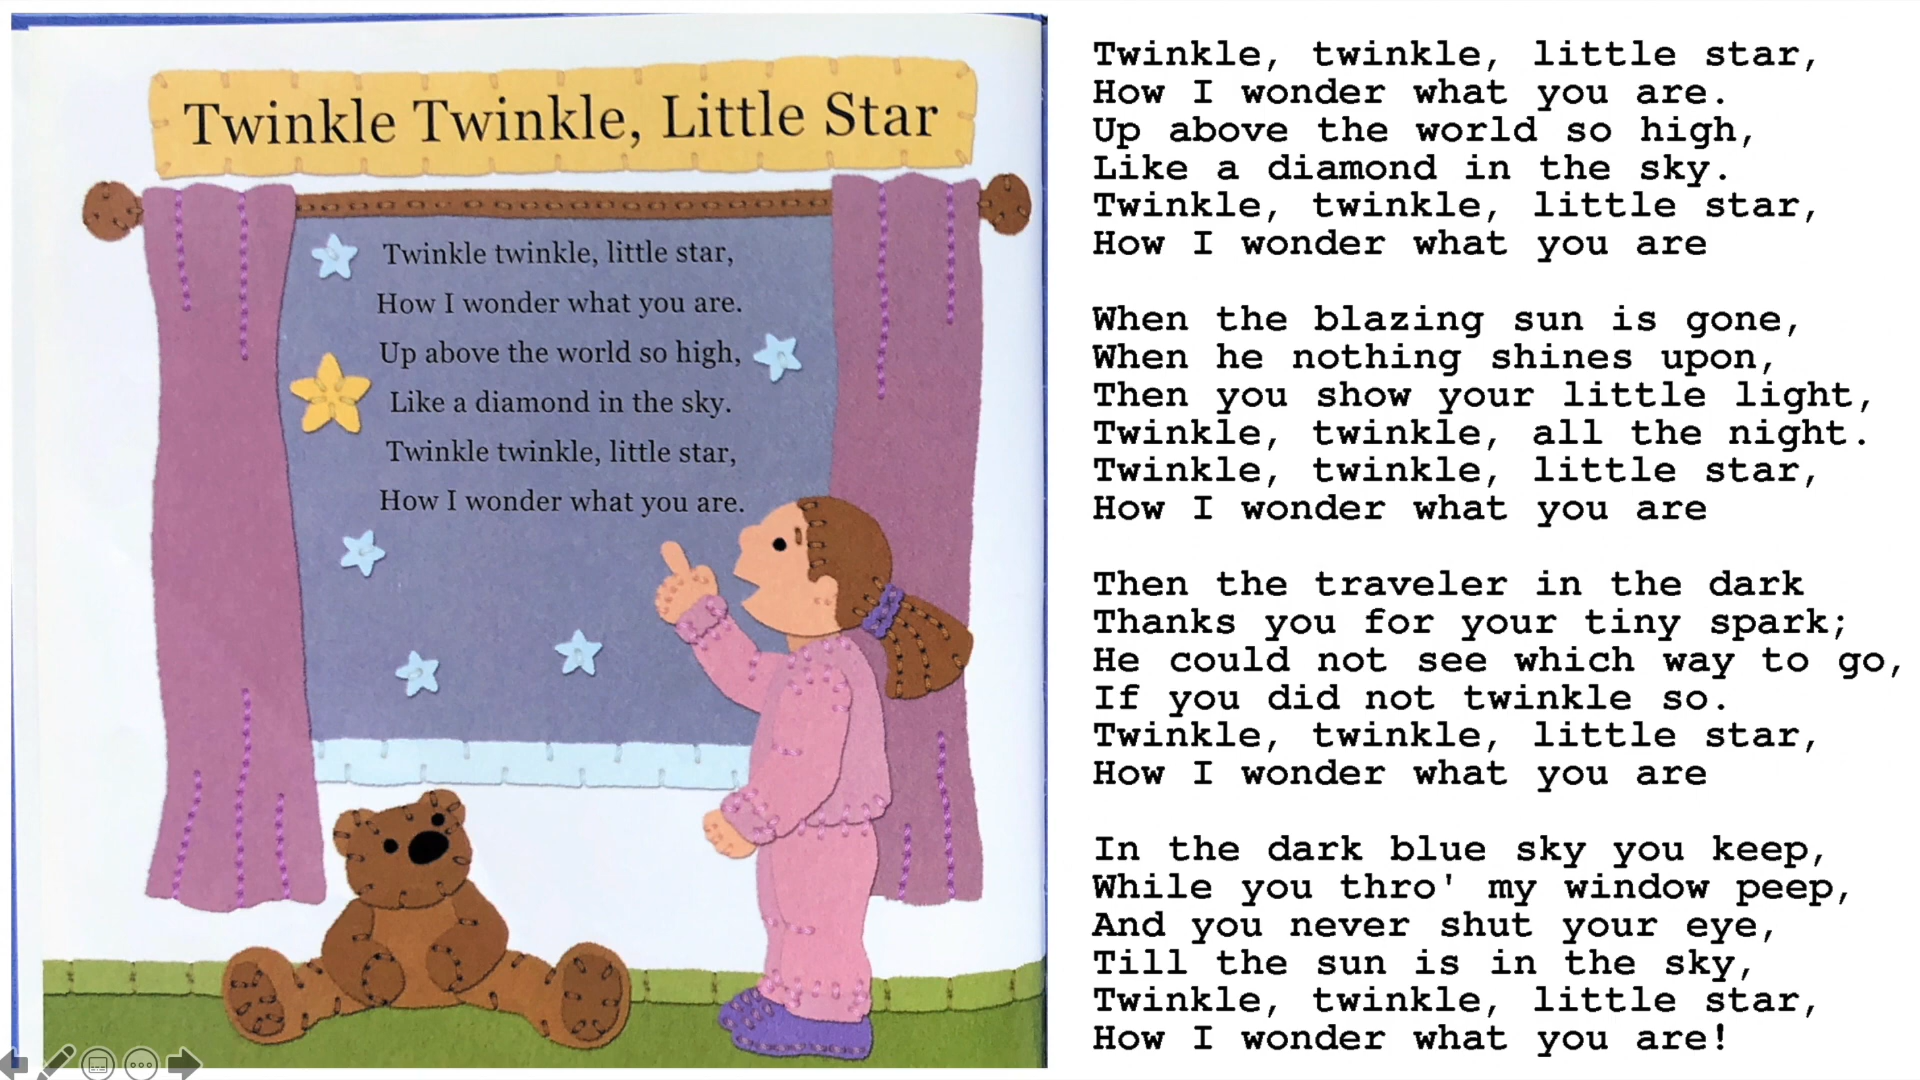 Twinkle Twinkle, Little Star
Twinkle twinkle, little star,
How I wonder what you are.
Up above the world so high,
Like a diamond in the sky.
Twinkle twinkle, little star,
How I wonder what you are.
Twinkle, twinkle, little star,
How I wonder what you are.
Up above the world so high,
Like a diamond in the sky.
Twinkle, twinkle, little star,
How I wonder what you are
When the blazing sun is gone,
When he nothing shines upon,
Then you show your little light,
Twinkle, twinkle, all the night.
Twinkle, twinkle, little star,
How I wonder what you are
Then the traveler in the dark
Thanks you for your tiny spark;
He could not see which way to go,
If you did not twinkle so.
Twinkle, twinkle, little star,
How I wonder what you are
In the dark blue sky you keep,
While you thro' my window peep,
And you never shut your eye,
Till the sun is in the sky,
Twinkle, twinkle, little star,
How I wonder what you are!